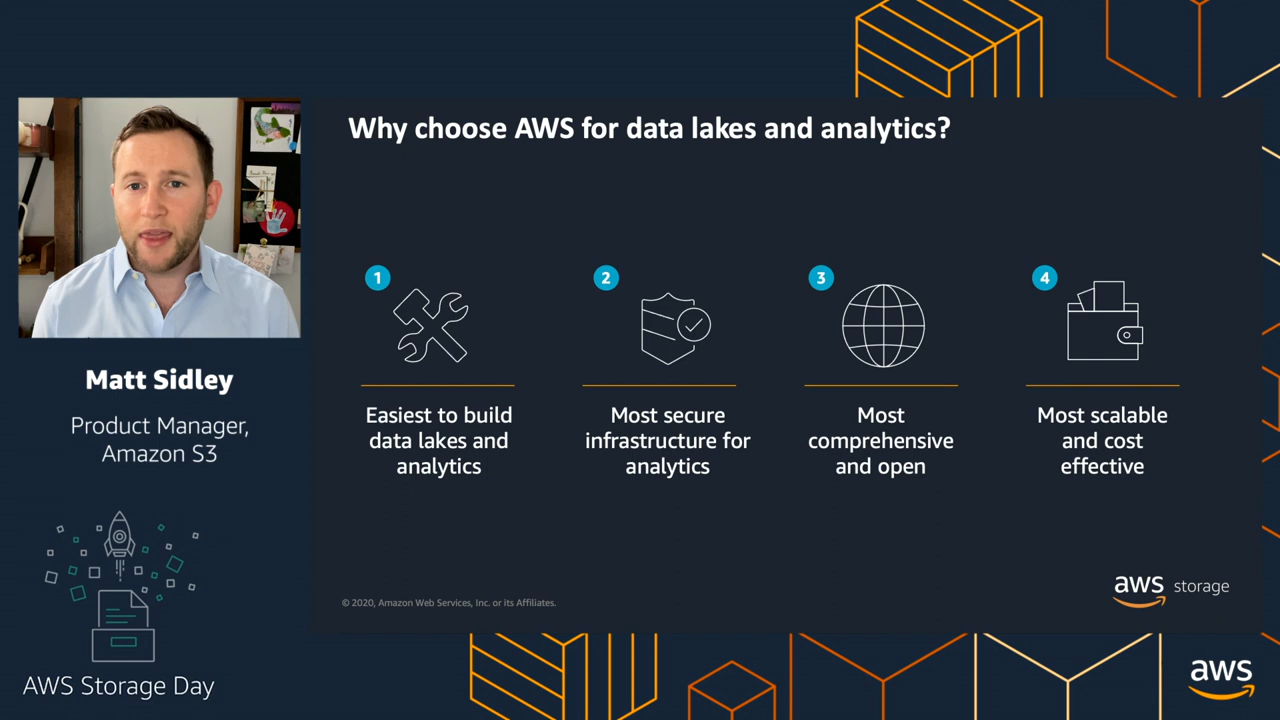 Why choose AWS for data lakes and analytics?
1
Easiest to build
data lakes and
analytics
2
Most secure
infrastructure for
analytics
3
Most
comprehensive
and open
4
Most scalable
and cost
effective
Matt Sidley
Product Manager,
Amazon S3
AWS Storage Day
© 2020, Amazon Web Services, Inc. or its Affiliates.
aws storage
aws